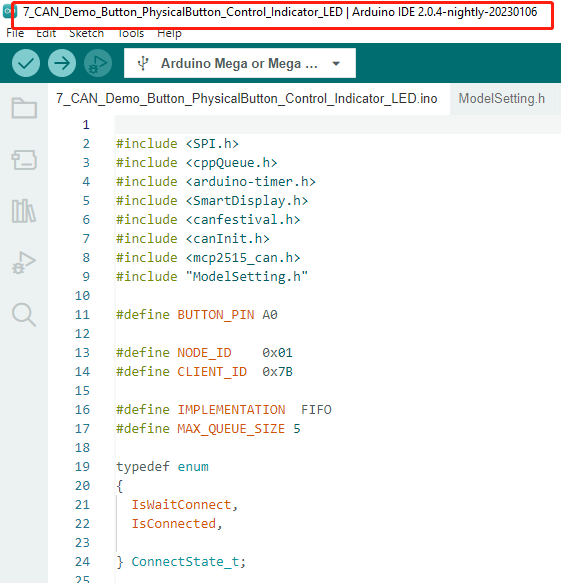 7_CAN_Demo_Button_PhysicalButton_Control_Indicator_LED | Arduino IDE 2.0.4-nightly-20230106
File Edit Sketch Tools Help
Arduino Mega or Mega ...
7_CAN_Demo_Button_PhysicalButton_Control_Indicator_LED.ino ModelSetting.h
1
2 #include <SPI.h>
3 #include <cppQueue.h>
4 #include <arduino-timer.h>
5 #include <SmartDisplay.h>
6 #include <canfestival.h>
7 #include <canInit.h>
8 #include <mcp2515_can.h>
9 #include "ModelSetting.h"
10
11 #define BUTTON_PIN A0
12
13 #define NODE_ID    0x01
14 #define CLIENT_ID  0x7B
15
16 #define IMPLEMENTATION  FIFO
17 #define MAX_QUEUE_SIZE 5
18
19 typedef enum
20 {
21   IsWaitConnect,
22   IsConnected,
23
24 } ConnectState_t;
25